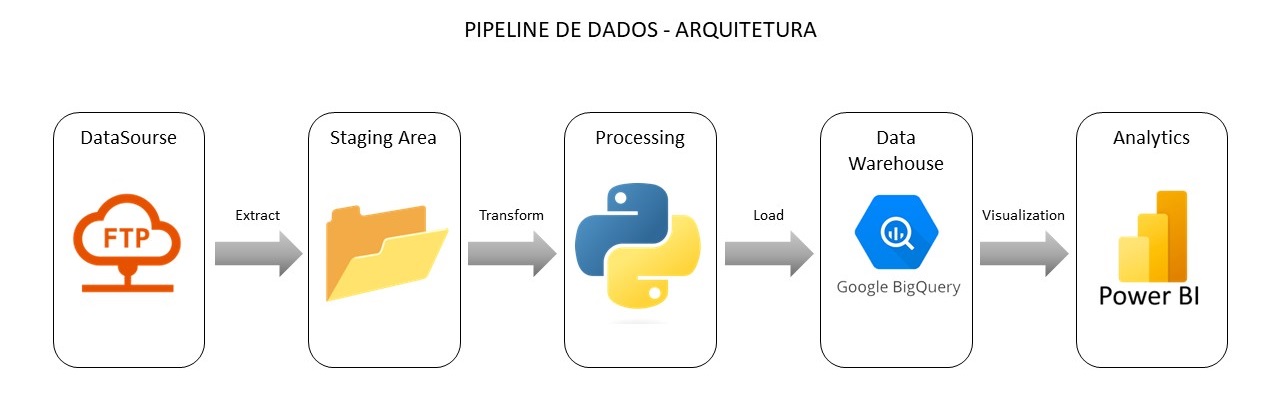 PIPELINE DE DADOS - ARQUITETURA
DataSourse
Staging Area
Processing
Data
Warehouse
Analytics
Extract
Transform
Load
Visualization
FTP
Google BigQuery
Power BI